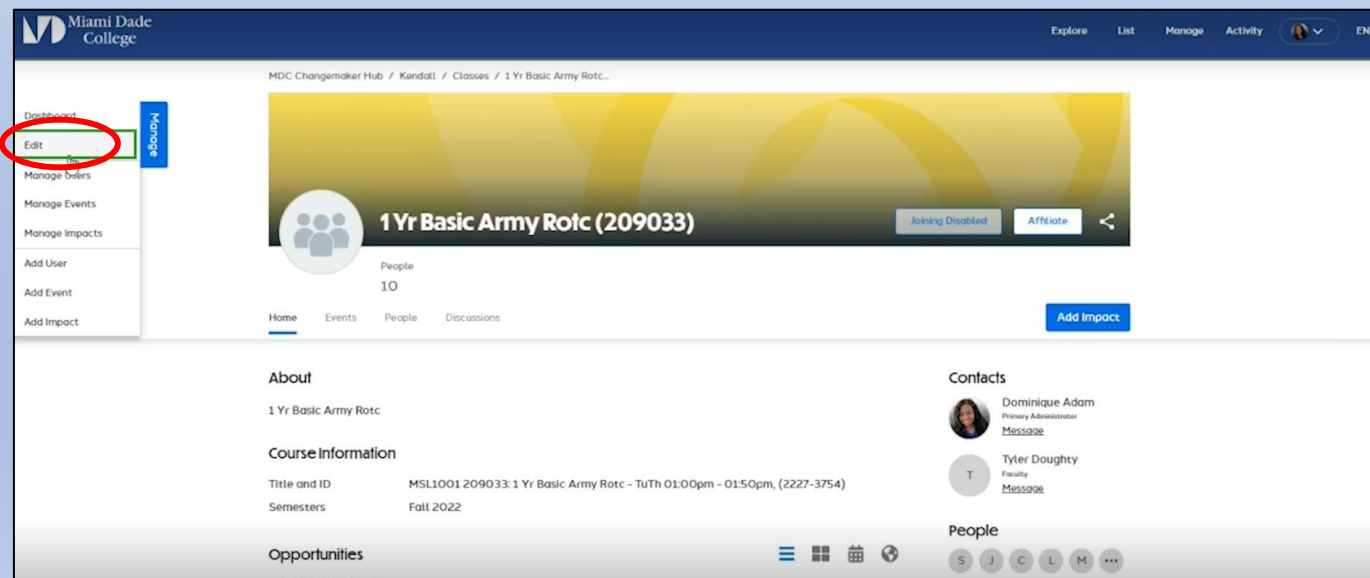 Miami Dade
College
Explore List Manage Activity EN
MDC Changemaker Hub / Kendall / Classes / 1 Yr Basic Army Rotc...
Dashboard
Edit
Manage Users
Manage Events
Manage Impacts
Add User
Add Event
Add Impact
Manage
1 Yr Basic Army Rotc (209033)
Joining Disabled
Affiliate
People
10
Home Events People Discussions
Add Impact
About
1 Yr Basic Army Rotc
Course Information
Title and ID MSL1001 209033: 1 Yr Basic Army Rotc - TuTh 01:00pm - 01:50pm, (2227-3754)
Semesters Fall 2022
Opportunities
Contacts
Dominique Adam
Primary Administrator
Message
T
Tyler Doughty
Faculty
Message
People
S J C L M •••